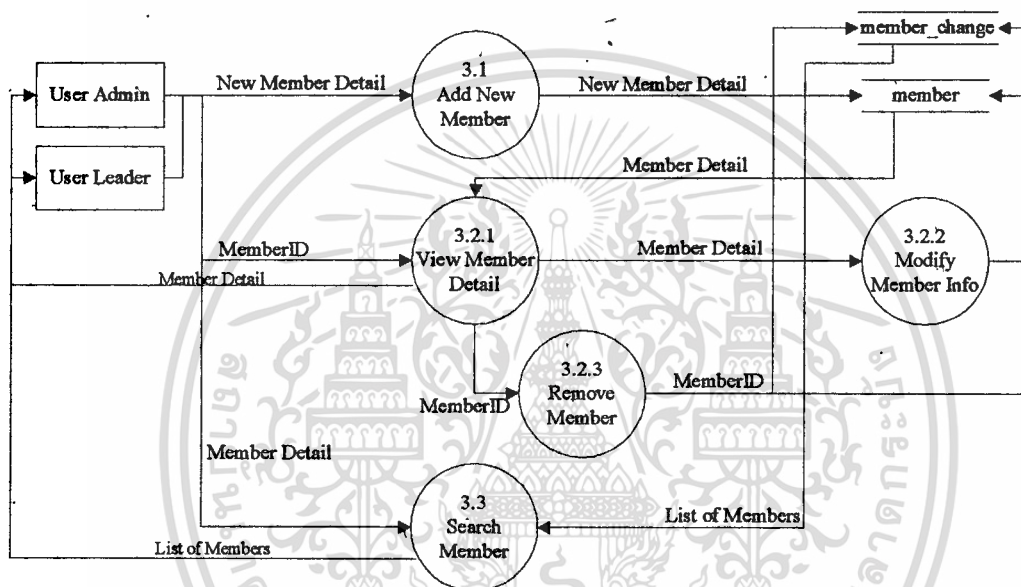 member_change
3.1
Add New
Member
User Admin
New Member Detail
New Member Detail
member
User Leader
Member Detail
3.2.1
View Member
Detail
MemberID
Member Detail
3.2.2
Modify
Member Info
Member Detail
3.2.3
Remove
Member
MemberID
MemberID
Member Detail
3.3
Search
Member
List of Members
List of Members